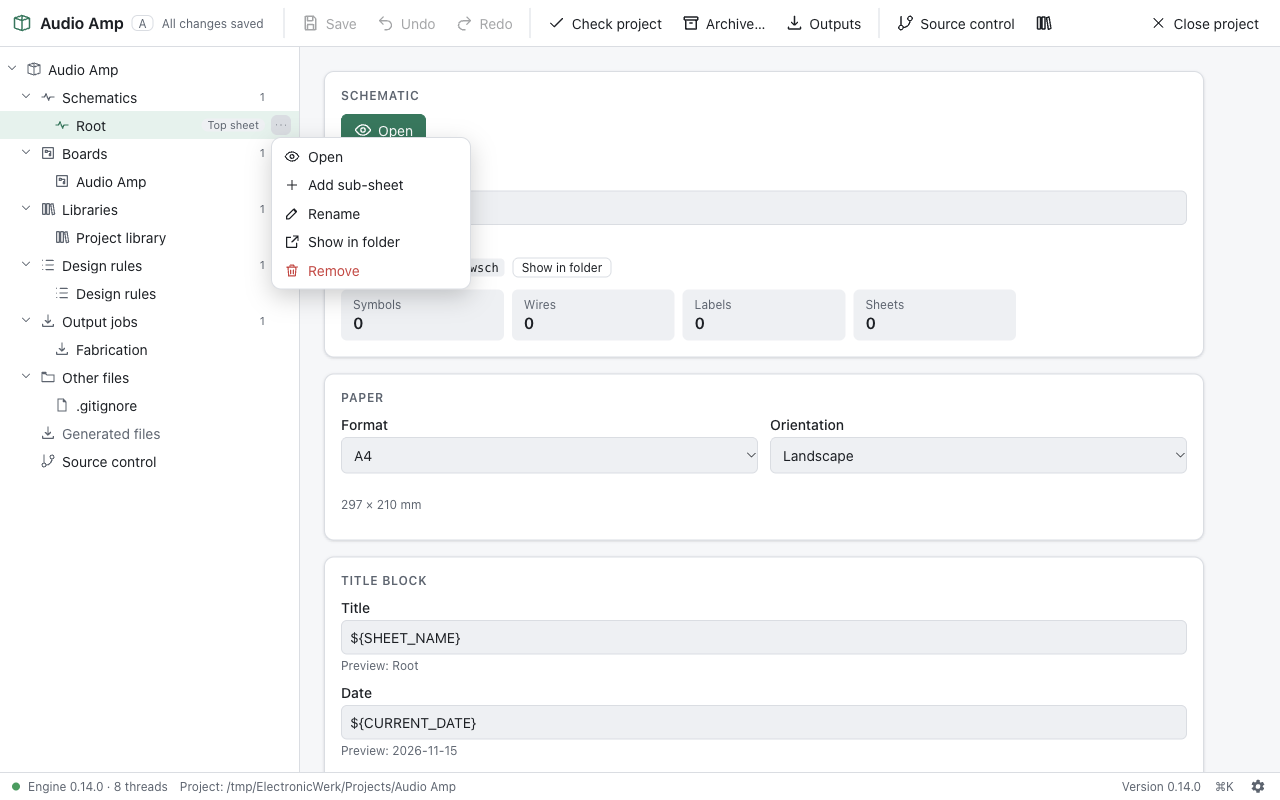 Audio Amp A All changes saved Save Undo Redo Check project Archive... Outputs Source control Close project
Audio Amp
Schematics 1
Root Top sheet ...
Boards 1
Audio Amp
Libraries 1
Project library
Design rules 1
Design rules
Output jobs 1
Fabrication
Other files
.gitignore
Generated files
Source control
Open
Add sub-sheet
Rename
Show in folder
Remove
SCHEMATIC
Open
wsch Show in folder
Symbols Wires Labels Sheets
0 0 0 0
PAPER
Format Orientation
A4 Landscape
297 × 210 mm
TITLE BLOCK
Title
${SHEET_NAME}
Preview: Root
Date
${CURRENT_DATE}
Preview: 2026-11-15
Engine 0.14.0 · 8 threads Project: /tmp/ElectronicWerk/Projects/Audio Amp Version 0.14.0 ⌘K